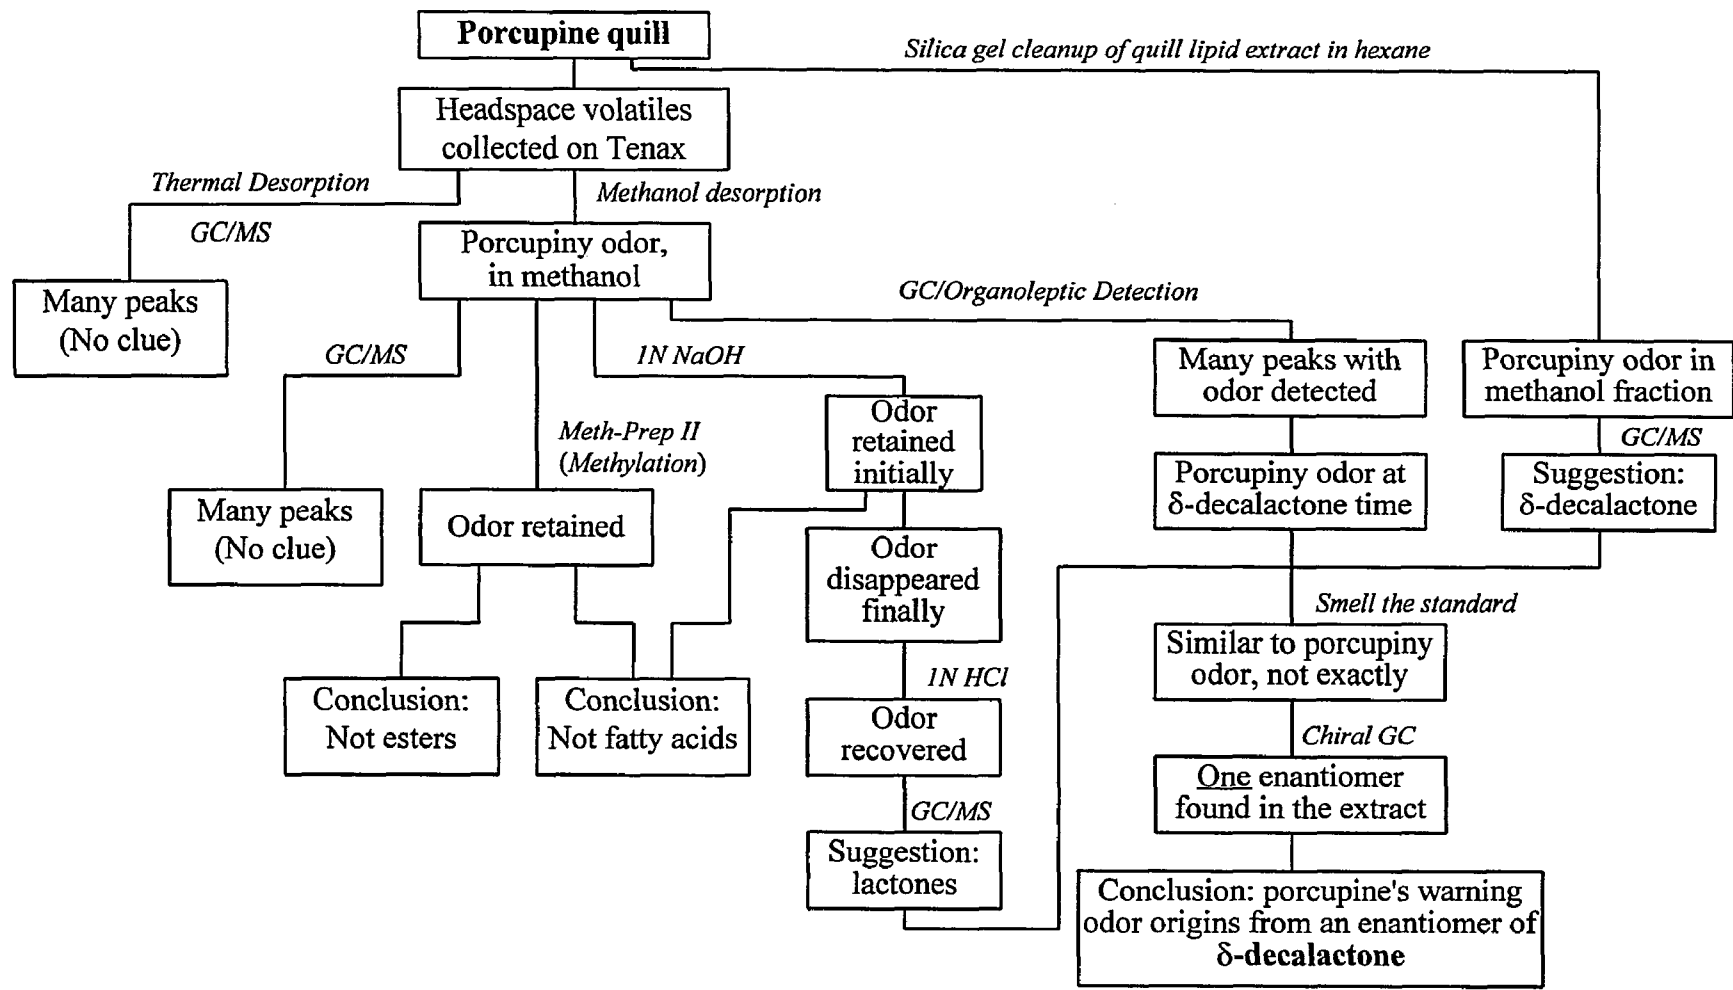 Porcupine quill
Silica gel cleanup of quill lipid extract in hexane
Headspace volatiles
collected on Tenax
Thermal Desorption
GC/MS
Methanol desorption
Many peaks
(No clue)
Porcupiny odor,
in methanol
GC/Organoleptic Detection
GC/MS
1N NaOH
Many peaks with
odor detected
Porcupiny odor in
methanol fraction
GC/MS
Meth-Prep II
(Methylation)
Odor
retained
initially
Porcupiny odor at
δ-decalactone time
Suggestion:
δ-decalactone
Many peaks
(No clue)
Odor retained
Odor
disappeared
finally
Smell the standard
Similar to porcupiny
odor, not exactly
Conclusion:
Not esters
Conclusion:
Not fatty acids
1N HCl
Odor
recovered
Chiral GC
One enantiomer
found in the extract
GC/MS
Suggestion:
lactones
Conclusion: porcupine's warning
odor origins from an enantiomer of
δ-decalactone